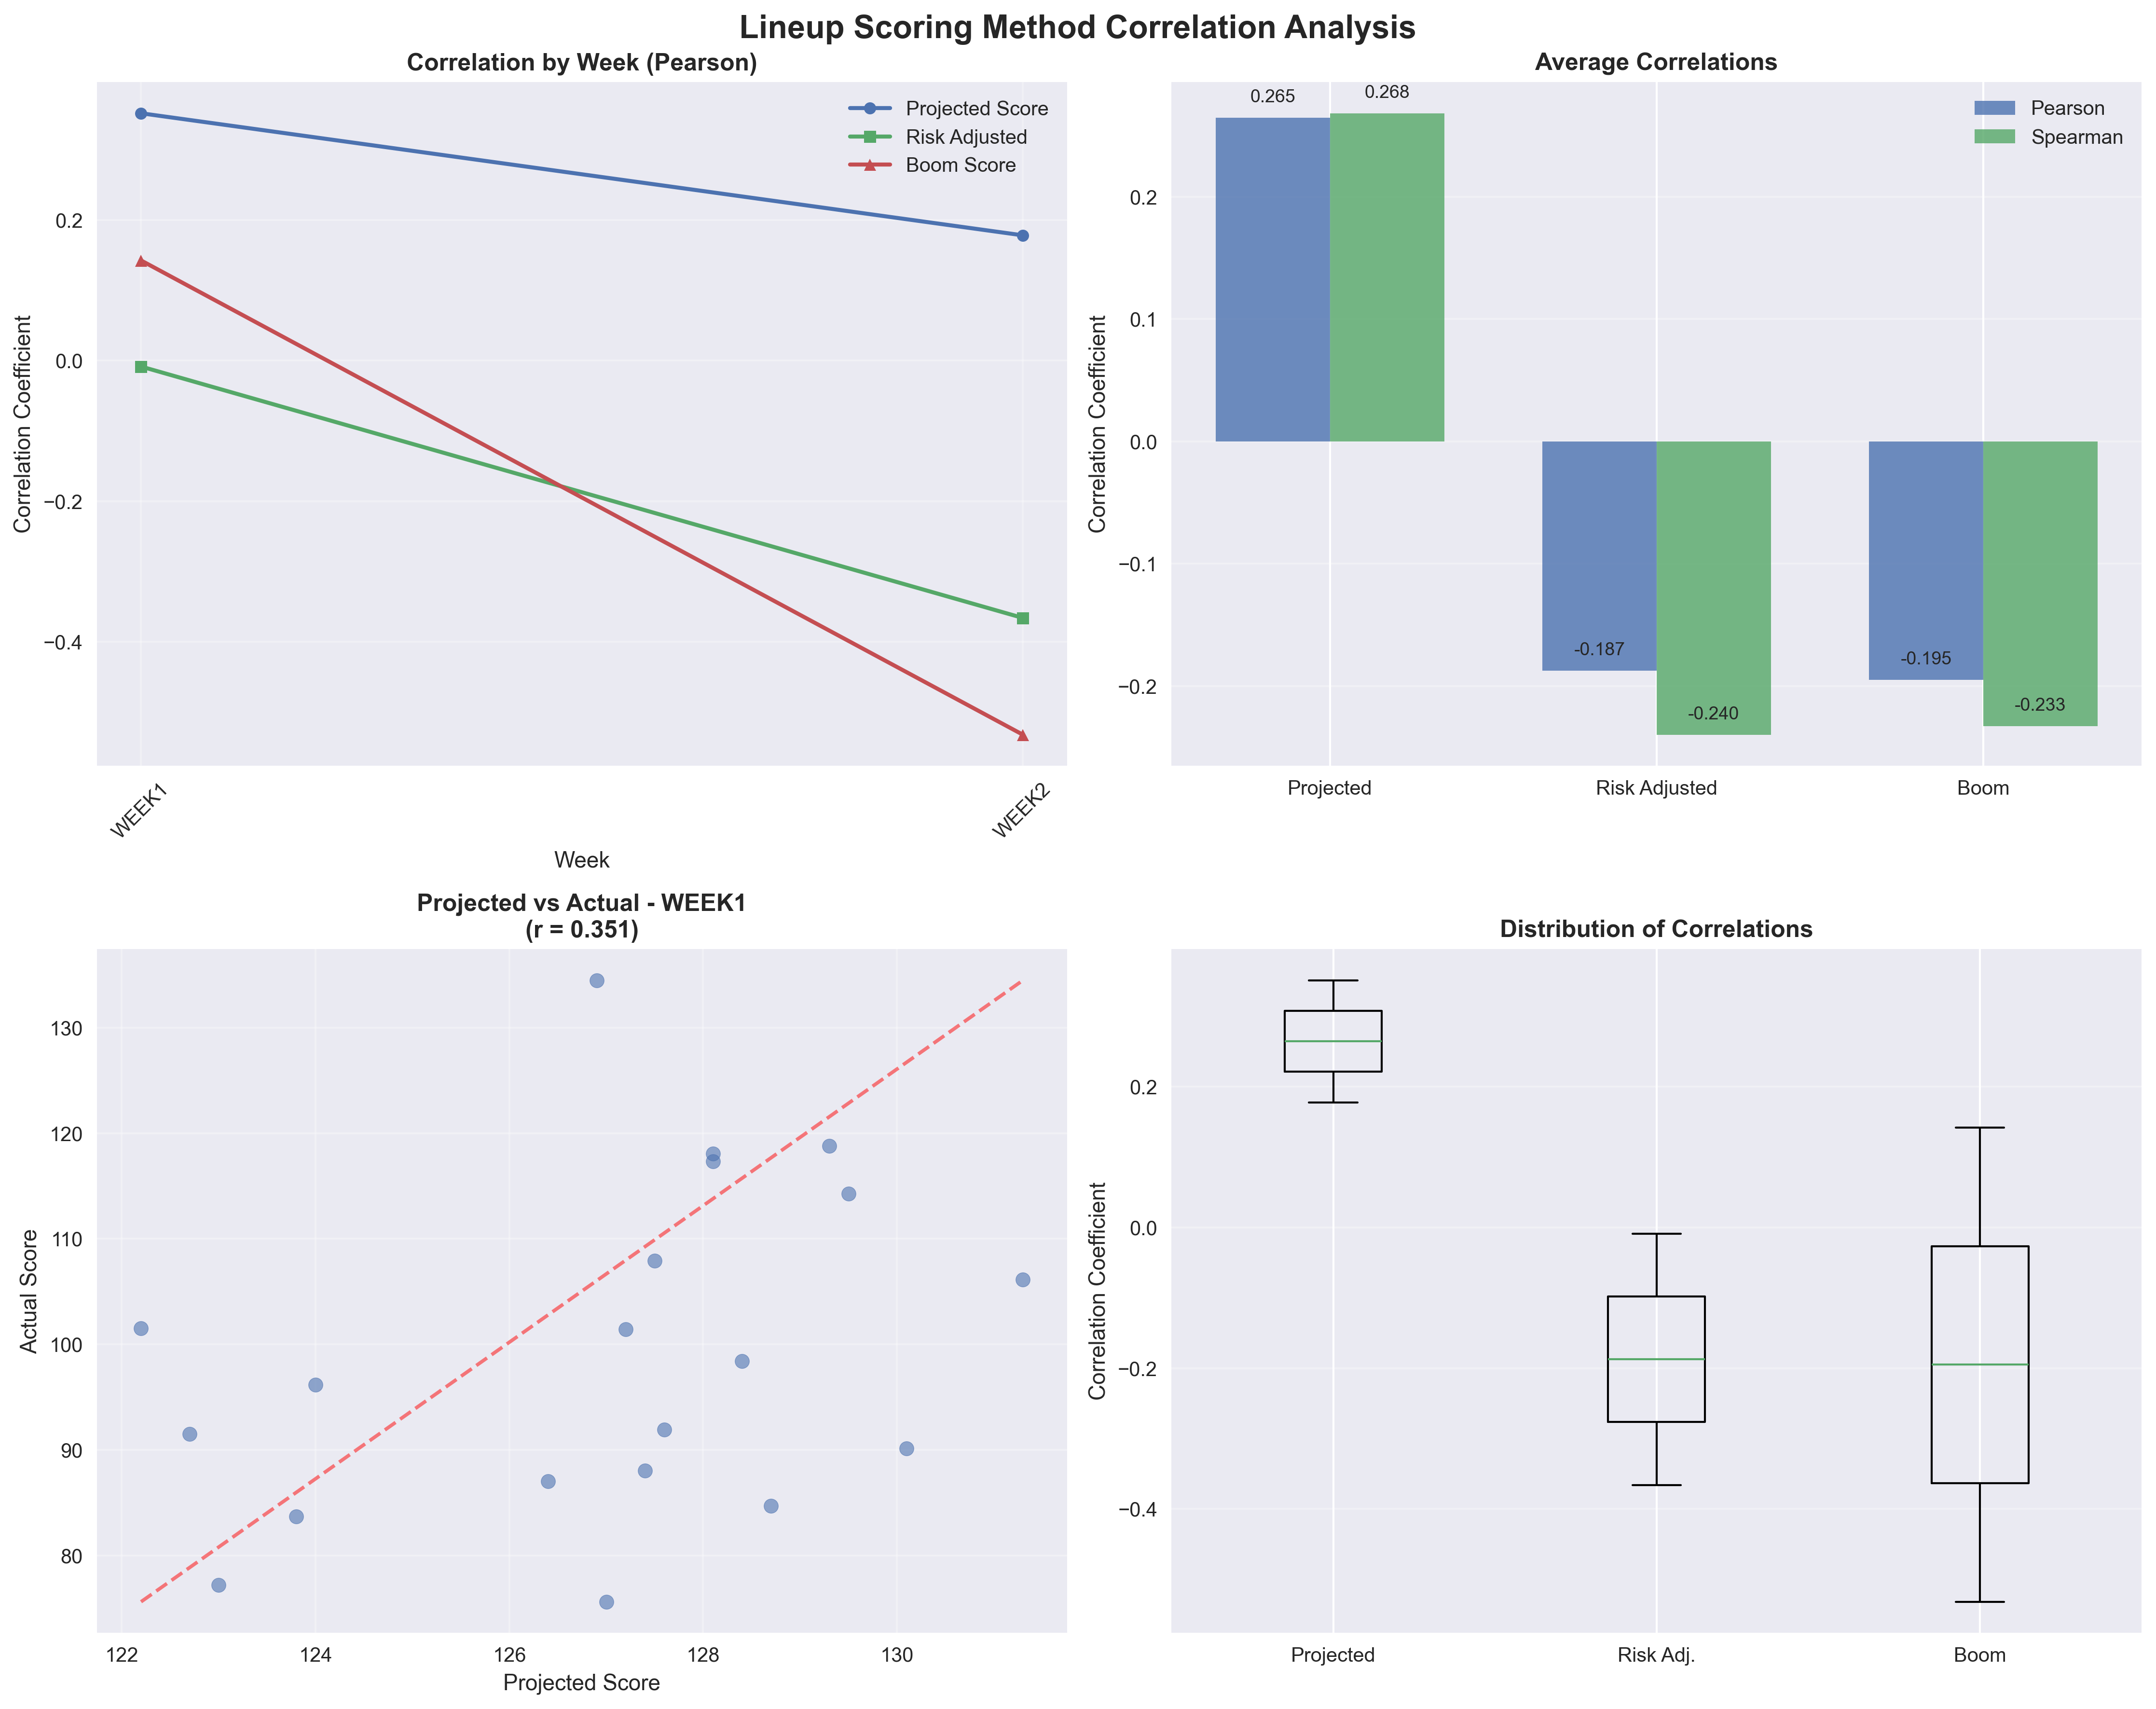 Lineup Scoring Method Correlation Analysis
Correlation by Week (Pearson)
Projected Score
Risk Adjusted
Boom Score
0.2
0.0
−0.2
−0.4
Correlation Coefficient
WEEK1
WEEK2
Week
Average Correlations
Pearson
Spearman
0.265
0.268
-0.187
-0.240
-0.195
-0.233
0.2
0.1
0.0
−0.1
−0.2
Correlation Coefficient
Projected
Risk Adjusted
Boom
Projected vs Actual - WEEK1
(r = 0.351)
130
120
110
100
90
80
Actual Score
122
124
126
128
130
Projected Score
Distribution of Correlations
0.2
0.0
−0.2
−0.4
Correlation Coefficient
Projected
Risk Adj.
Boom